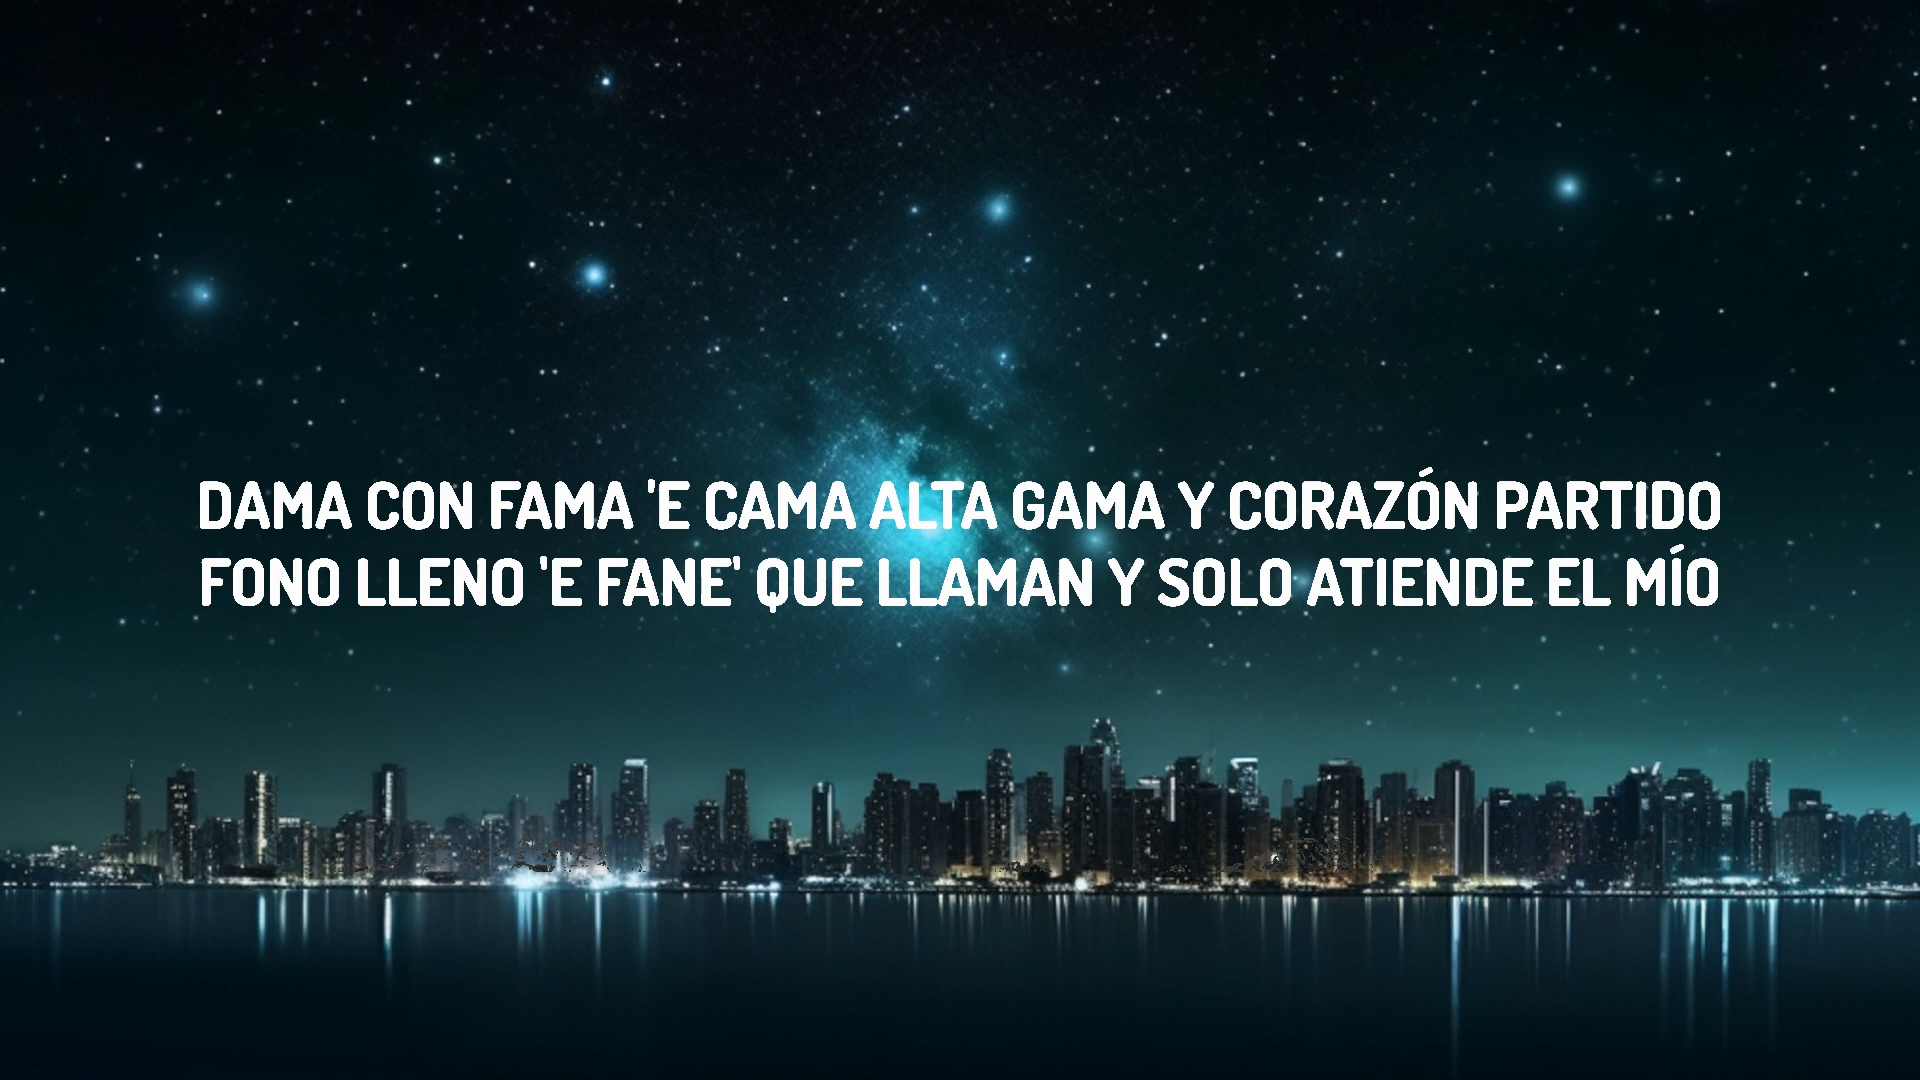 DAMA CON FAMA 'E CAMA ALTA GAMA Y CORAZÓN PARTIDO
FONO LLENO 'E FANE' QUE LLAMAN Y SOLO ATIENDE EL MÍO